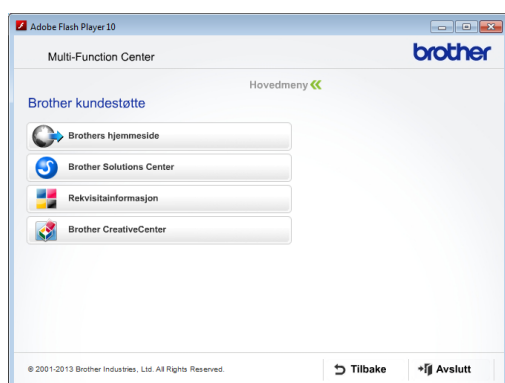 Adobe Flash Player 10
Multi-Function Center
brother
Hovedmeny
Brother kundestøtte
Brothers hjemmeside
Brother Solutions Center
Rekvisitainformasjon
Brother CreativeCenter
© 2001-2013 Brother Industries, Ltd. All Rights Reserved.
Tilbake
Avslutt